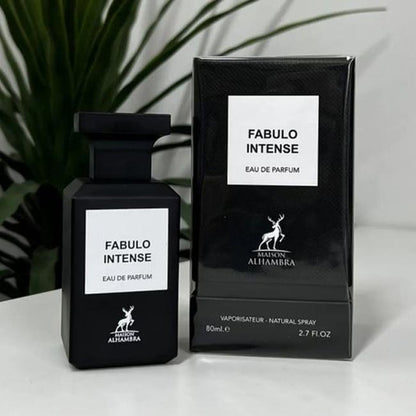 FABULO
INTENSE
EAU DE PARFUM
MAISON
ALHAMBRA
FABULO
INTENSE
EAU DE PARFUM
MAISON
ALHAMBRA
VAPORISATEUR - NATURAL SPRAY
80ml.e 2.7 Fl.OZ